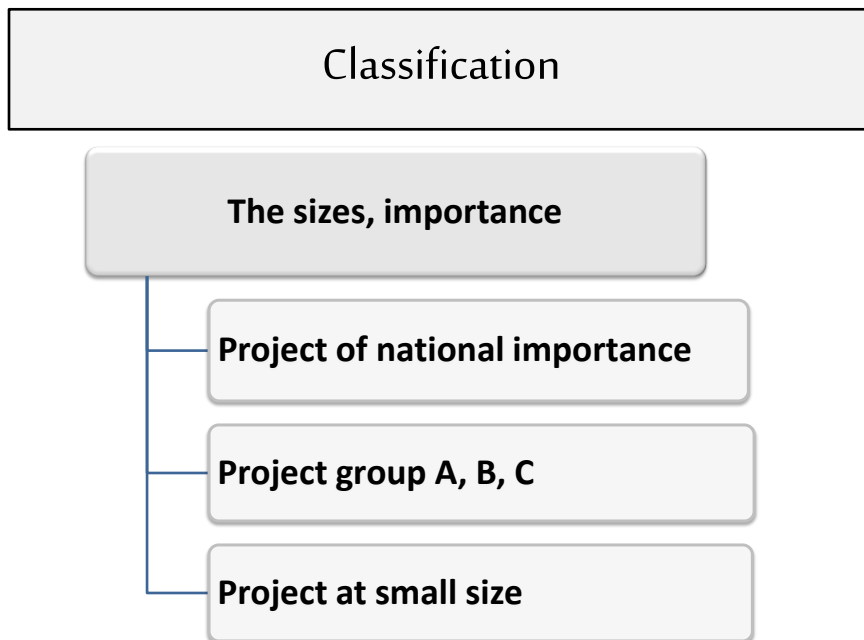 Classification
The sizes, importance
Project of national importance
Project group A, B, C
Project at small size